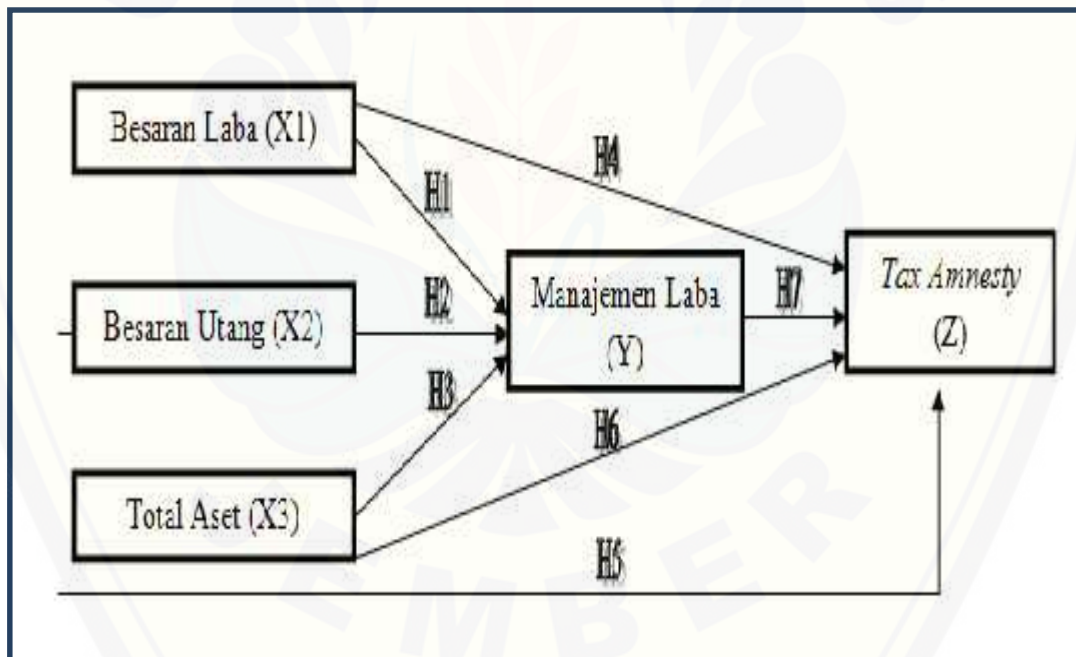 Besaran Laba (X1)
H4
H1
Besaran Utang (X2)
H2
Manajemen Laba
(Y)
H7
Tax Amnesty
(Z)
H3
H6
Total Aset (X3)
H5
EMBER